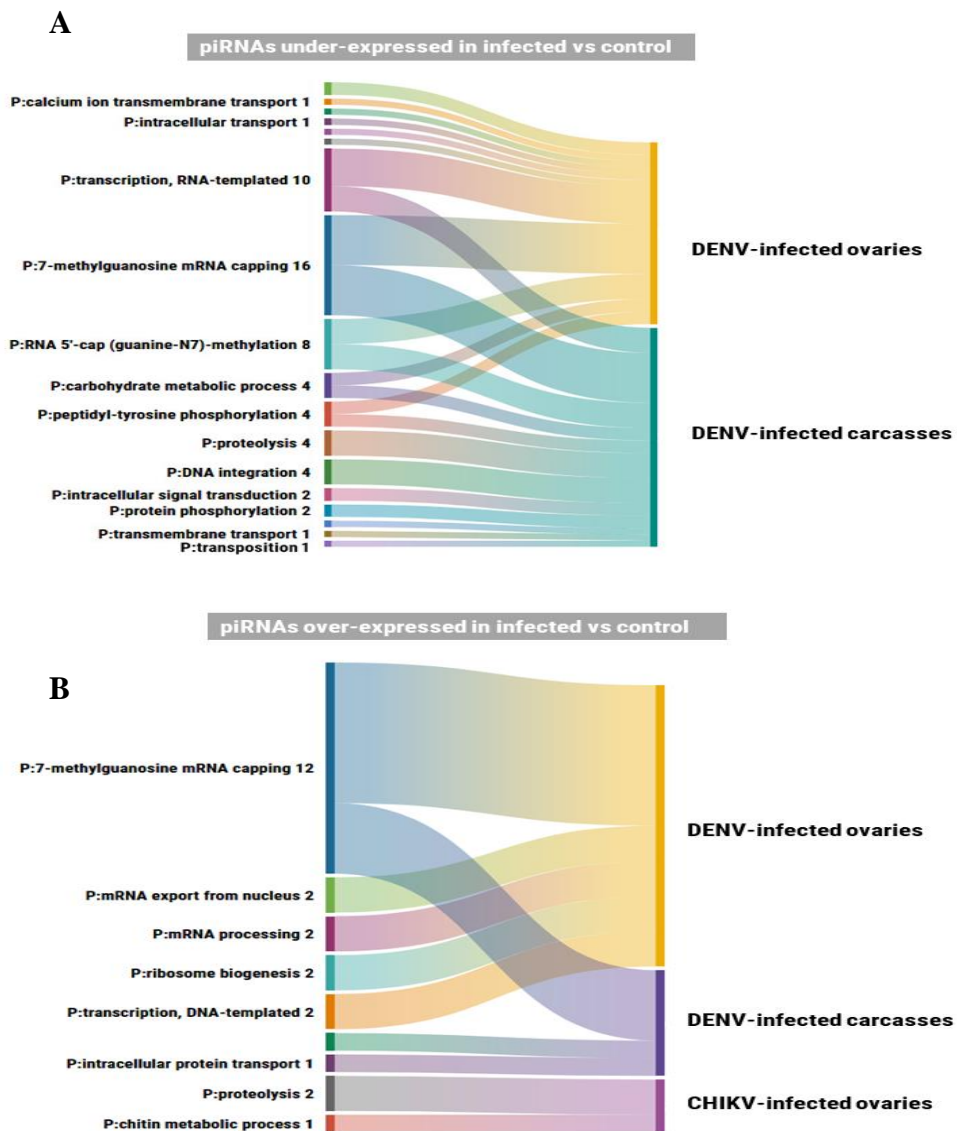 A
piRNAs under-expressed in infected vs control
P:calcium ion transmembrane transport 1
P:intracellular transport 1
P:transcription, RNA-templated 10
P:7-methylguanosine mRNA capping 16
P:RNA 5'-cap (guanine-N7)-methylation 8
P:carbohydrate metabolic process 4
P:peptidyl-tyrosine phosphorylation 4
P:proteolysis 4
P:DNA integration 4
P:intracellular signal transduction 2
P:protein phosphorylation 2
P:transmembrane transport 1
P:transposition 1
DENV-infected ovaries
DENV-infected carcasses
piRNAs over-expressed in infected vs control
B
P:7-methylguanosine mRNA capping 12
P:mRNA export from nucleus 2
P:mRNA processing 2
P:ribosome biogenesis 2
P:transcription, DNA-templated 2
P:intracellular protein transport 1
P:proteolysis 2
P:chitin metabolic process 1
DENV-infected ovaries
DENV-infected carcasses
CHIKV-infected ovaries